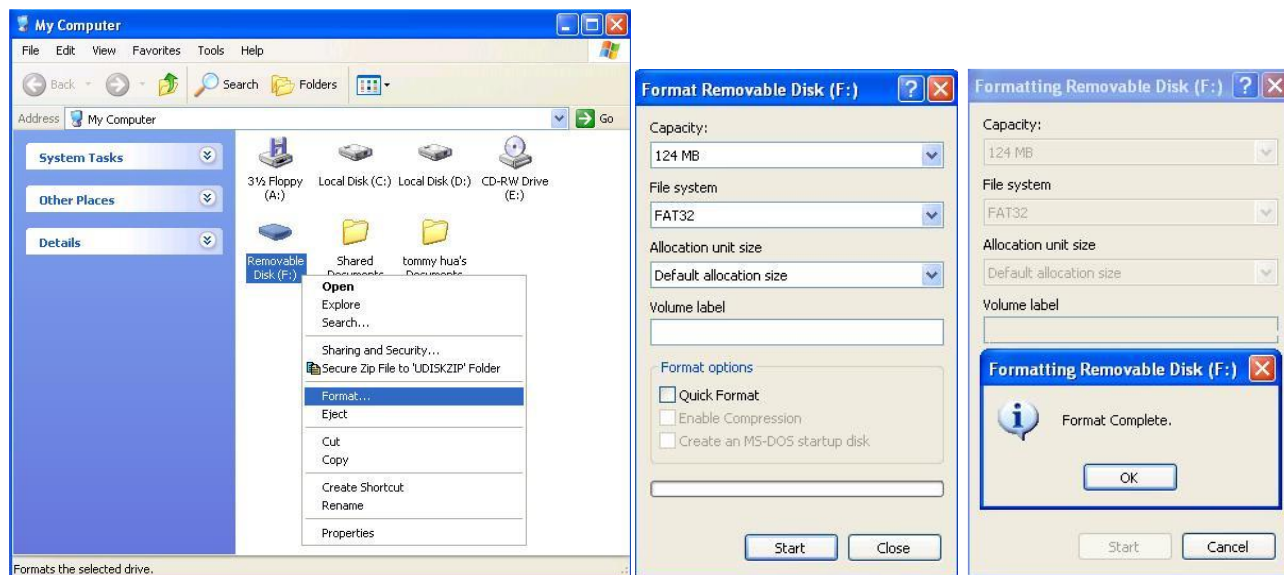 My Computer
File Edit View Favorites Tools Help
Back Search Folders
Address My Computer Go
System Tasks
Other Places
Details
3½ Floppy (A:)
Local Disk (C:)
Local Disk (D:)
CD-RW Drive (E:)
Removable Disk (F:)
Shared Documents
tommy hua's Documents
Open
Explore
Search...
Sharing and Security...
Secure Zip File to 'UDISKZIP' Folder
Format...
Eject
Cut
Copy
Create Shortcut
Rename
Properties
Formats the selected drive.
Format Removable Disk (F:)
Capacity:
124 MB
File system
FAT32
Allocation unit size
Default allocation size
Volume label
Format options
Quick Format
Enable Compression
Create an MS-DOS startup disk
Start Close
Formatting Removable Disk (F:)
Capacity:
124 MB
File system
FAT32
Allocation unit size
Default allocation size
Volume label
Formatting Removable Disk (F:)
Format Complete.
OK
Start Cancel